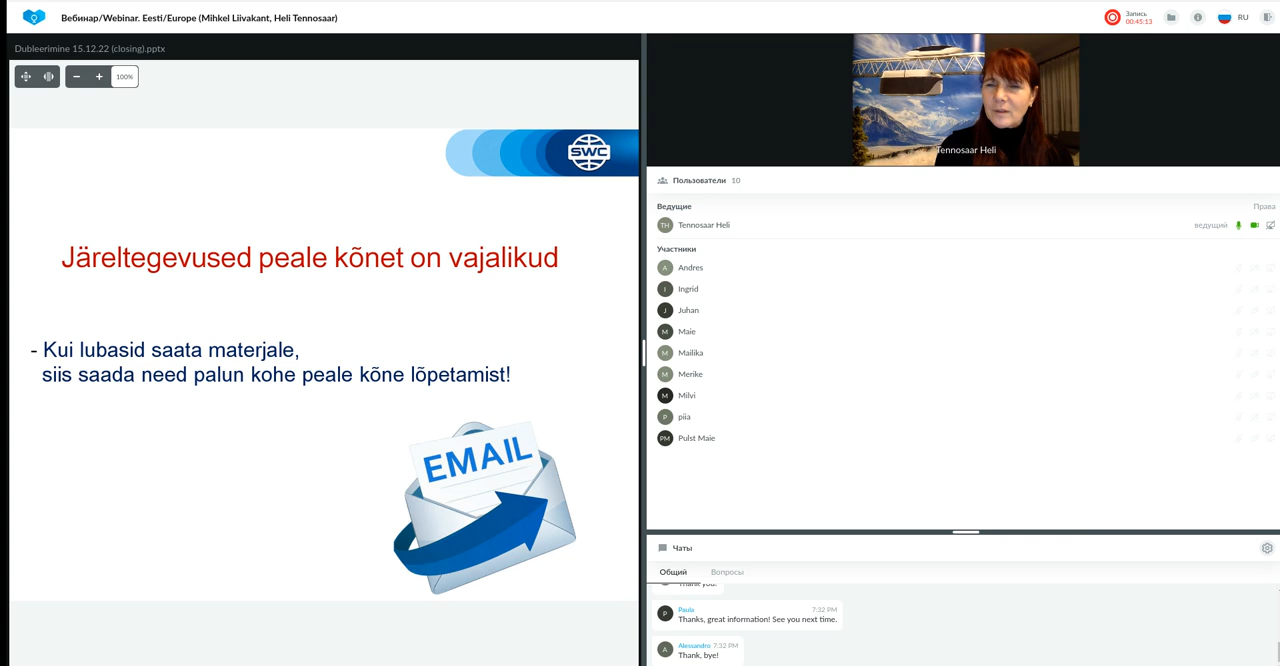 Вебинар/Webinar. Eesti/Europe (Mihkel Liivakant, Heli Tennosaar)
Запись
00:45:13
RU
Dubleerimine 15.12.22 (closing).pptx
100%
SWC
Järeltegevused peale kõnet on vajalikud
- Kui lubasid saata materjale,
siis saada need palun kohe peale kõne lõpetamist!
EMAIL
Tennosaar Heli
Пользователи 10
Ведущие
Права
TH Tennosaar Heli
ведущий
Участники
A Andres
I Ingrid
J Juhan
M Maie
M Mailika
M Merike
M Milvi
P piia
PM Pulst Maie
Чаты
Общий Вопросы
Thank you!
P Paula 7:32 PM
Thanks, great information! See you next time.
A Alessandro 7:32 PM
Thank, bye!